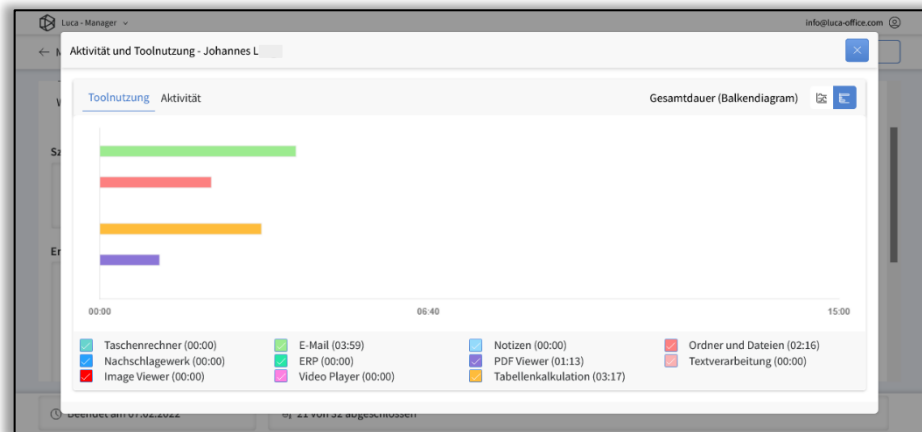 Luca - Manager
info@luca-office.com
Aktivität und Toolnutzung - Johannes L
Toolnutzung Aktivität
Gesamtdauer (Balkendiagram)
Sz
Er
00:00 06:40 15:00
Taschenrechner (00:00) E-Mail (03:59) Notizen (00:00) Ordner und Dateien (02:16)
Nachschlagewerk (00:00) ERP (00:00) PDF Viewer (01:13) Textverarbeitung (00:00)
Image Viewer (00:00) Video Player (00:00) Tabellenkalkulation (03:17)
Beendet am 07.02.2022 21 von 32 abgeschlossen